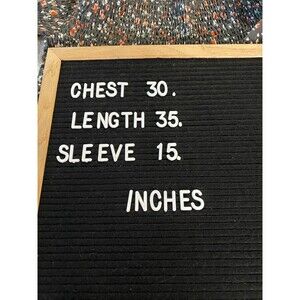 CHEST 30.
LENGTH 35.
SLEEVE 15.
INCHES